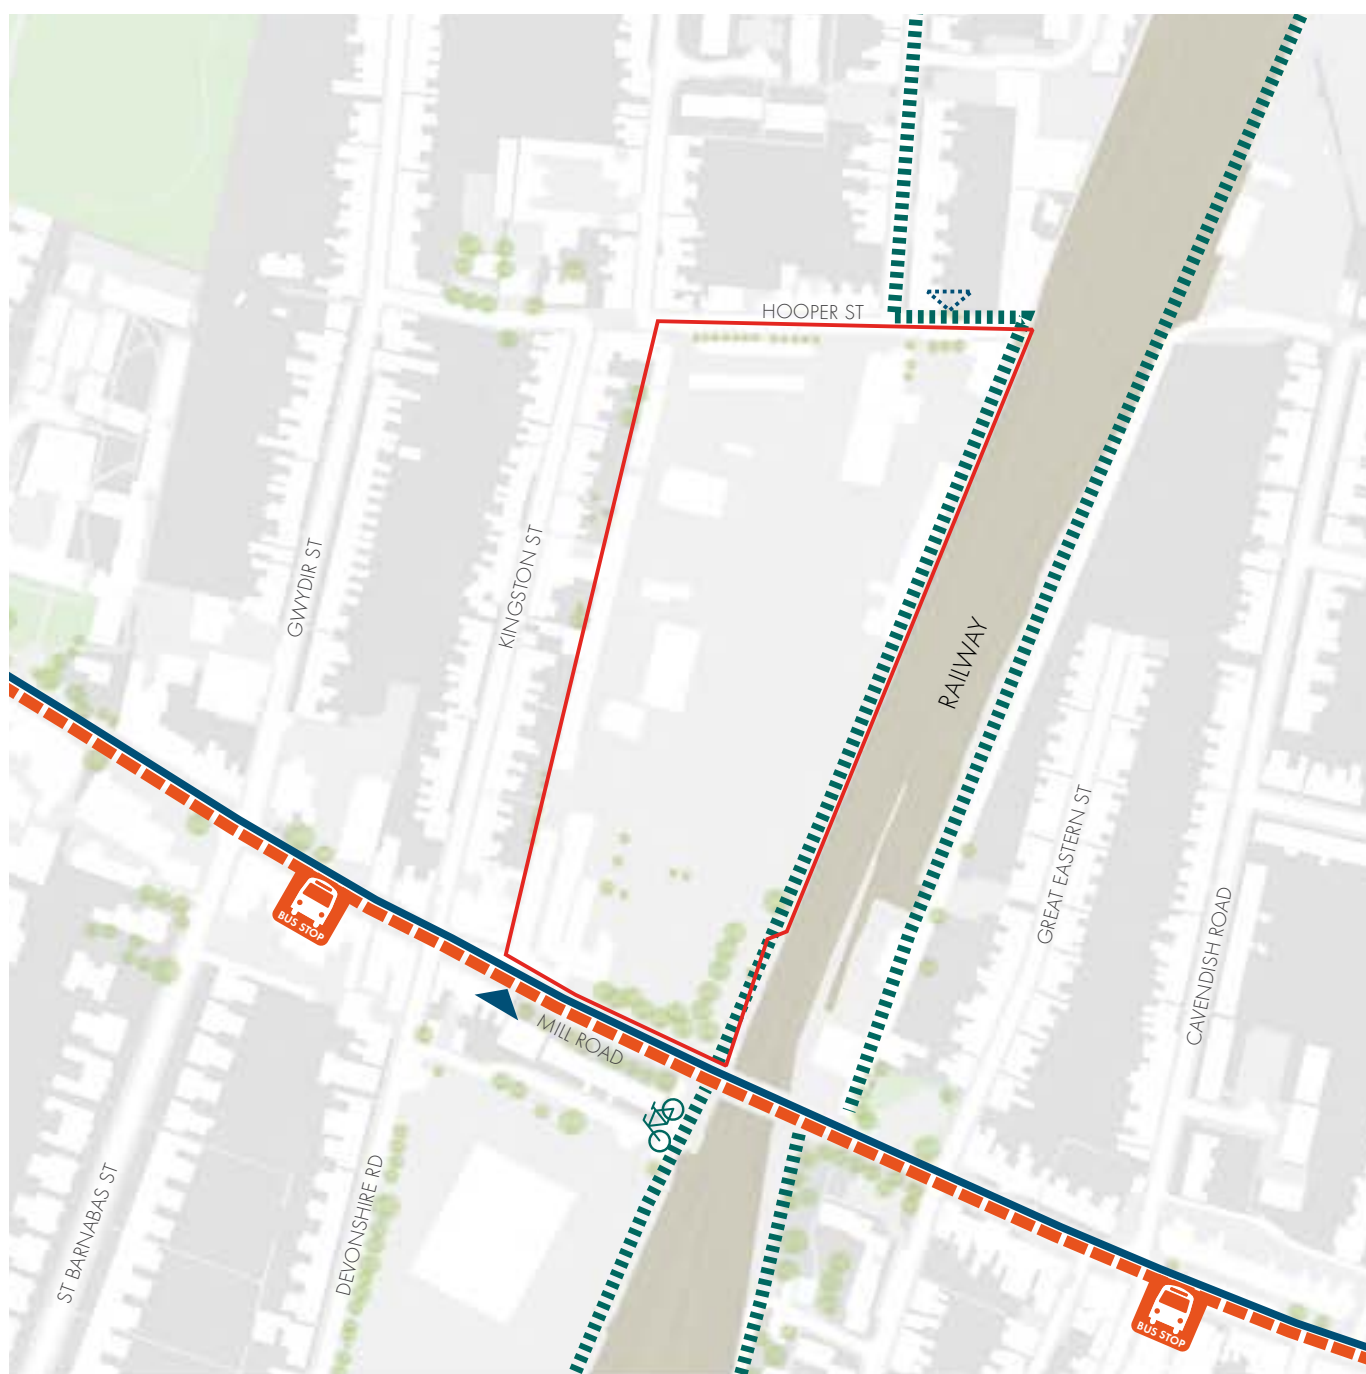 HOOPER ST
GWYDIR ST
KINGSTON ST
RAILWAY
GREAT EASTERN ST
CAVENDISH ROAD
BUS STOP
MILL ROAD
ST BARNABAS ST
DEVONSHIRE RD
BUS STOP